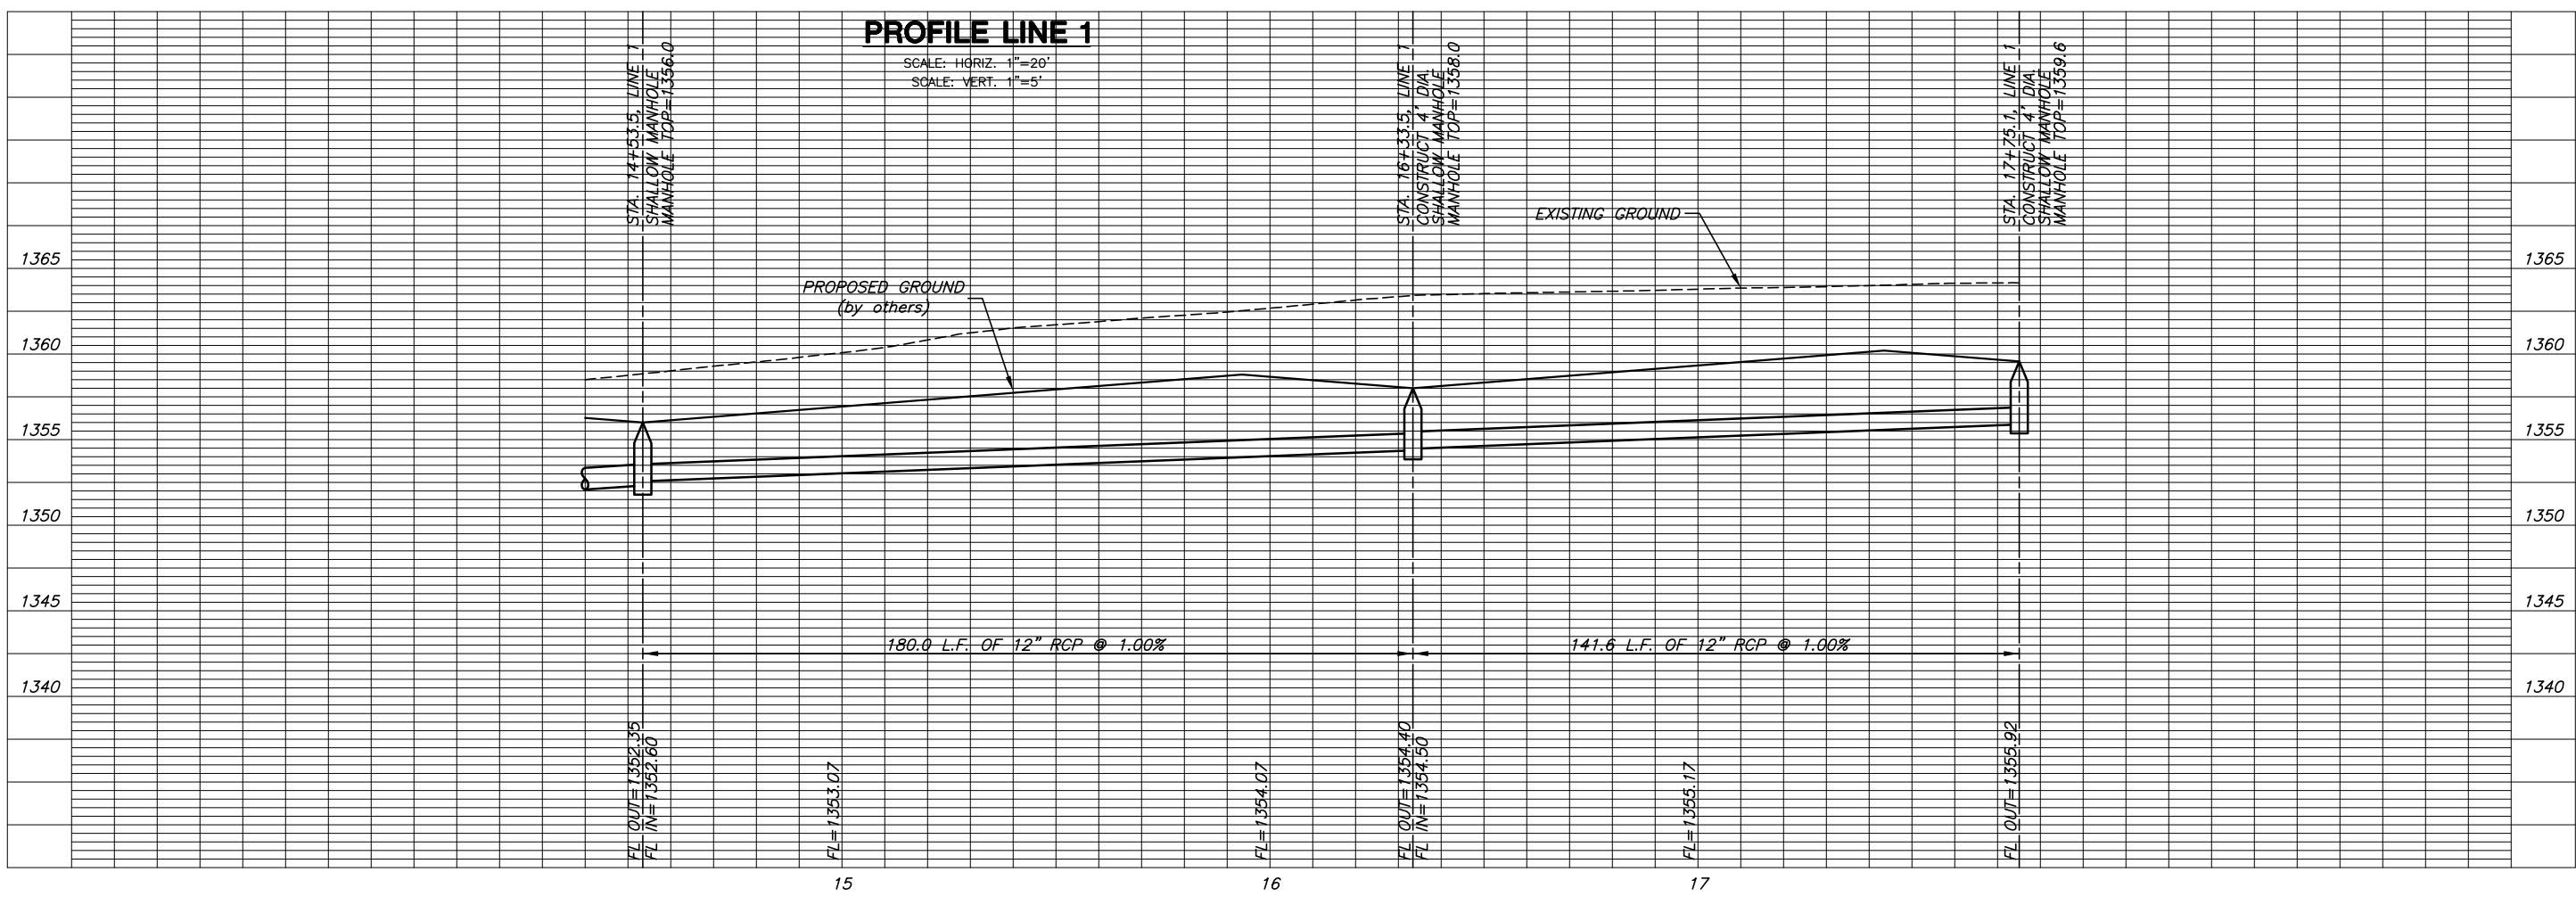 PROFILE LINE 1
SCALE: HORIZ. 1"=20'
SCALE: VERT. 1"=5'
STA. 14+53.5, LINE 1
SHALLOW MANHOLE
MANHOLE TOP=1356.0
STA. 16+33.5, LINE 1
CONSTRUCT 4' DIA.
SHALLOW MANHOLE
MANHOLE TOP=1358.0
STA. 17+75.1, LINE 1
CONSTRUCT 4' DIA.
SHALLOW MANHOLE
MANHOLE TOP=1359.6
EXISTING GROUND
PROPOSED GROUND
(by others)
1365
1360
1355
1350
1345
1340
1365
1360
1355
1350
1345
1340
180.0 L.F. OF 12" RCP @ 1.00%
141.6 L.F. OF 12" RCP @ 1.00%
FL OUT=1352.35
FL IN=1352.60
FL=1353.07
FL=1354.07
FL OUT=1354.40
FL IN=1354.50
FL=1355.17
FL OUT=1355.92
15
16
17